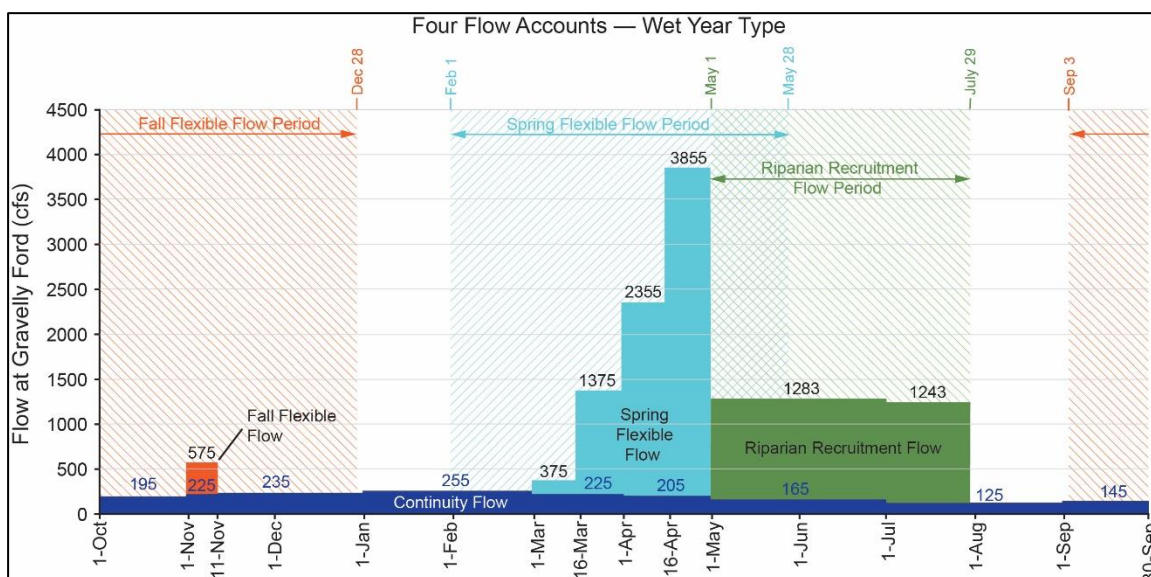 Four Flow Accounts — Wet Year Type
Dec 28
Feb 1
May 1
May 28
July 29
Sep 3
Flow at Gravelly Ford (cfs)
4500
4000
3500
3000
2500
2000
1500
1000
500
0
Fall Flexible Flow Period
Spring Flexible Flow Period
Riparian Recruitment
Flow Period
3855
2355
1375
1283
1243
575
375
Fall Flexible
Flow
Spring
Flexible
Flow
Riparian Recruitment Flow
195
225
235
255
225
205
165
125
145
Continuity Flow
1-Oct
1-Nov
11-Nov
1-Dec
1-Jan
1-Feb
1-Mar
16-Mar
1-Apr
16-Apr
1-May
1-Jun
1-Jul
1-Aug
1-Sep
30-Sep